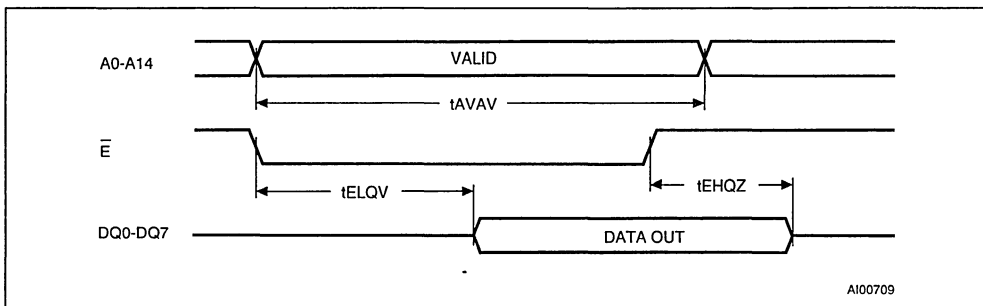 A0-A14
VALID
tAVAV
E̅
tELQV
tEHQZ
DQ0-DQ7
DATA OUT
AI00709